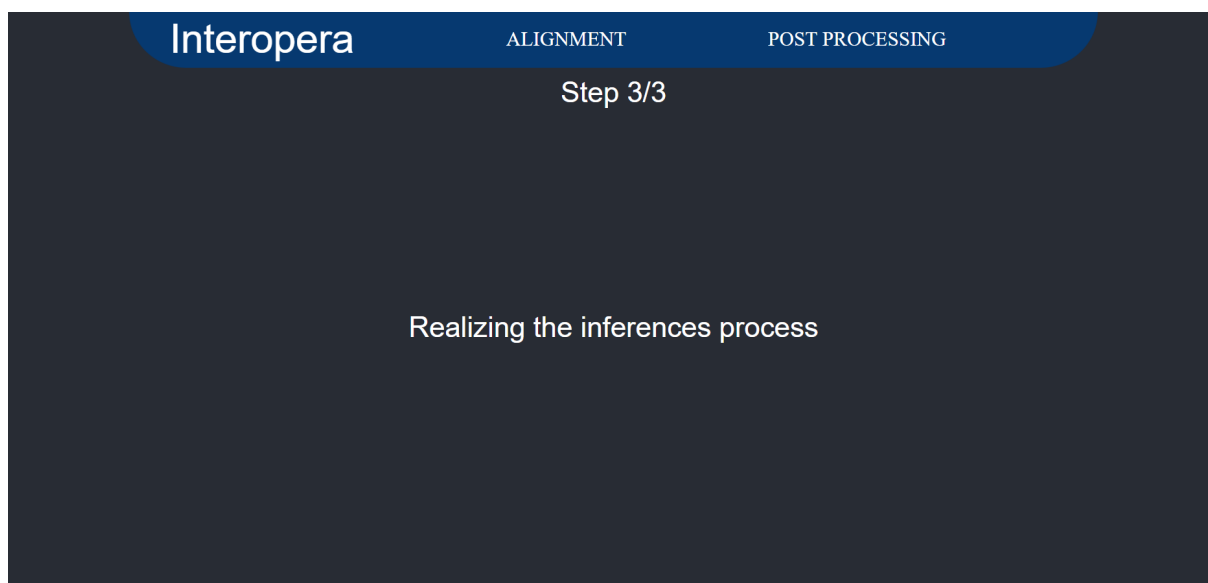 Interopera ALIGNMENT POST PROCESSING
Step 3/3
Realizing the inferences process